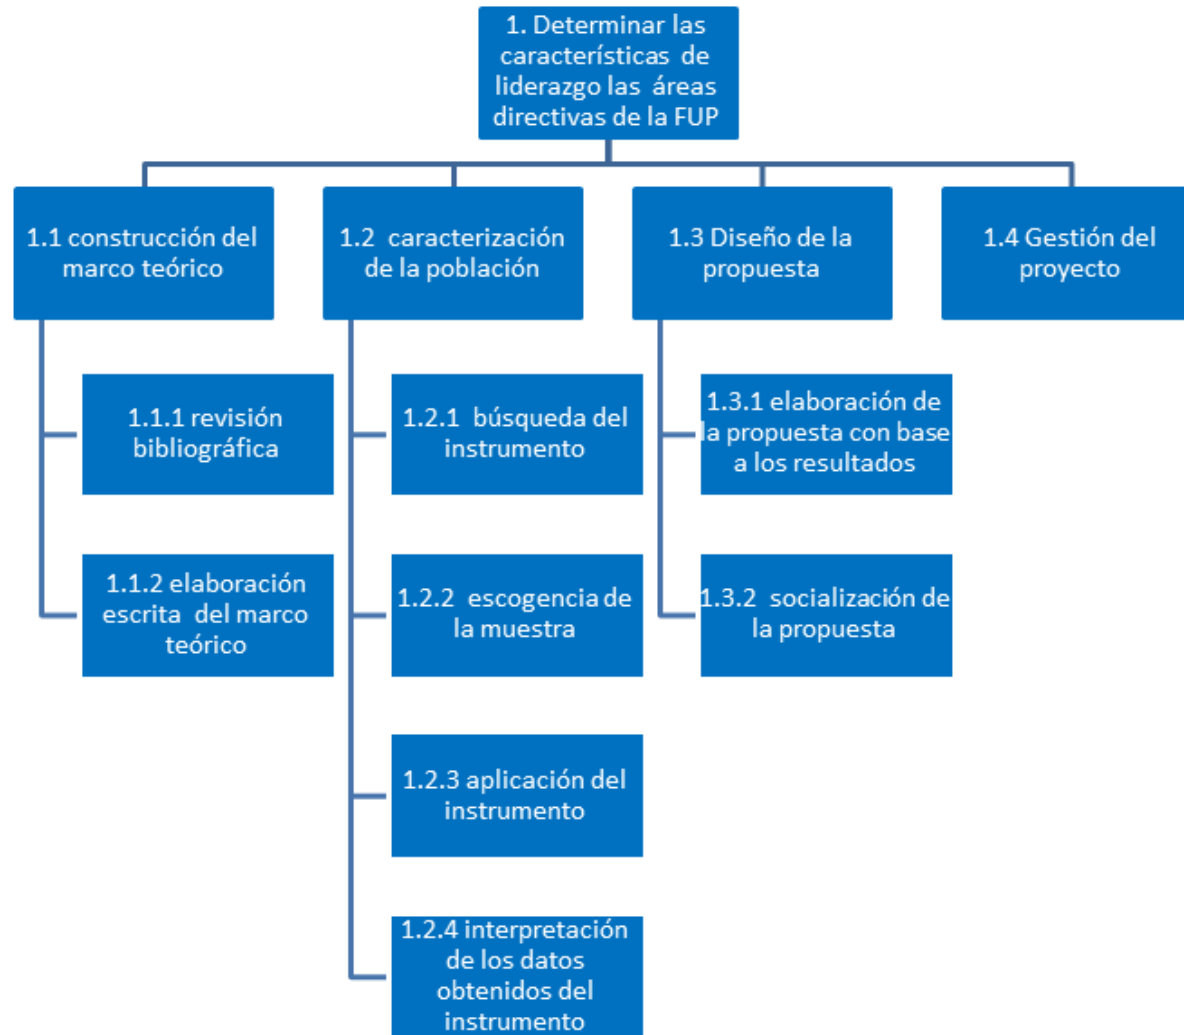 1. Determinar las
características de
liderazgo las áreas
directivas de la FUP
1.1 construcción del
marco teórico
1.2 caracterización
de la población
1.3 Diseño de la
propuesta
1.4 Gestión del
proyecto
1.1.1 revisión
bibliográfica
1.2.1 búsqueda del
instrumento
1.3.1 elaboración de
la propuesta con base
a los resultados
1.1.2 elaboración
escrita del marco
teórico
1.2.2 escogencia de
la muestra
1.3.2 socialización de
la propuesta
1.2.3 aplicación del
instrumento
1.2.4 interpretación
de los datos
obtenidos del
instrumento